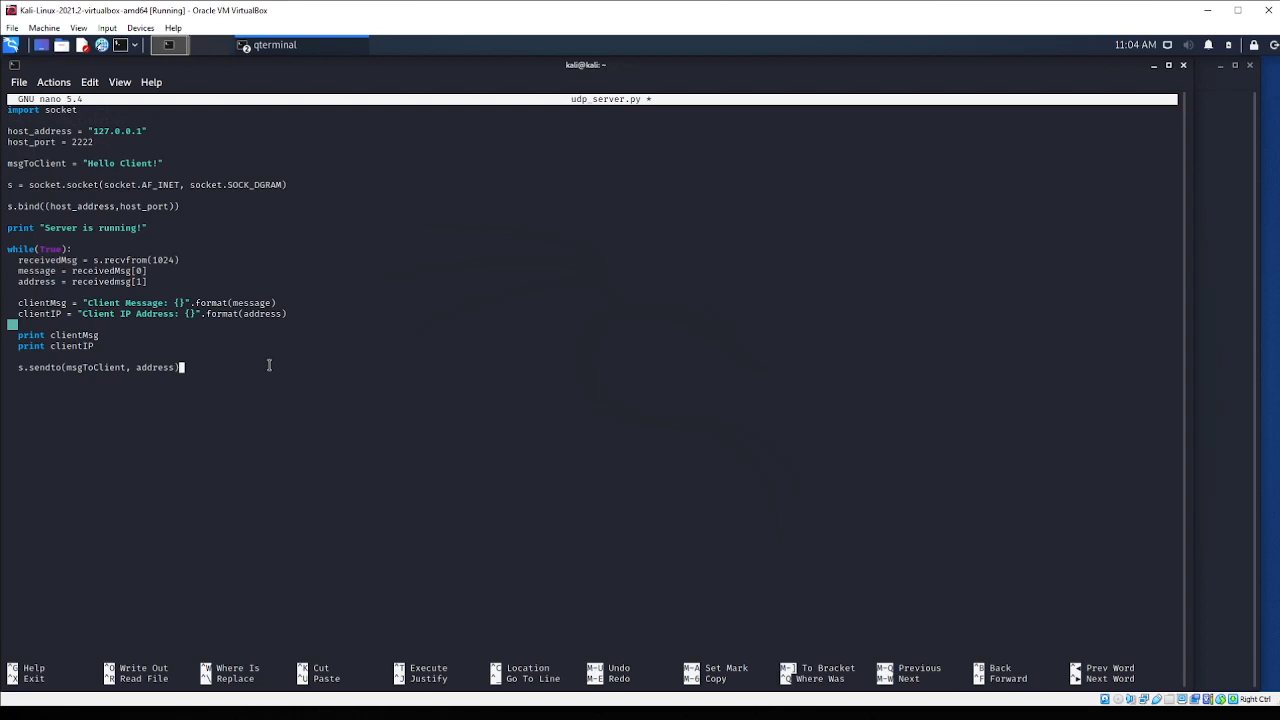 Kali-Linux-2021.2-virtualbox-amd64 [Running] - Oracle VM VirtualBox
File Machine View Input Devices Help
qterminal
11:04 AM
kali@kali: ~
File Actions Edit View Help
GNU nano 5.4 udp_server.py *
import socket
host_address = "127.0.0.1"
host_port = 2222
msgToClient = "Hello Client!"
s = socket.socket(socket.AF_INET, socket.SOCK_DGRAM)
s.bind((host_address,host_port))
print "Server is running!"
while(True):
receivedMsg = s.recvfrom(1024)
message = receivedMsg[0]
address = receivedmsg[1]
clientMsg = "Client Message: {}".format(message)
clientIP = "Client IP Address: {}".format(address)
print clientMsg
print clientIP
s.sendto(msgToClient, address)
^G Help ^O Write Out ^W Where Is ^K Cut ^T Execute ^C Location M-U Undo M-A Set Mark M-] To Bracket M-Q Previous ^B Back ^◀ Prev Word
^X Exit ^R Read File ^\ Replace ^U Paste ^J Justify ^_ Go To Line M-E Redo M-6 Copy ^Q Where Was M-W Next ^F Forward ^▶ Next Word
Right Ctrl